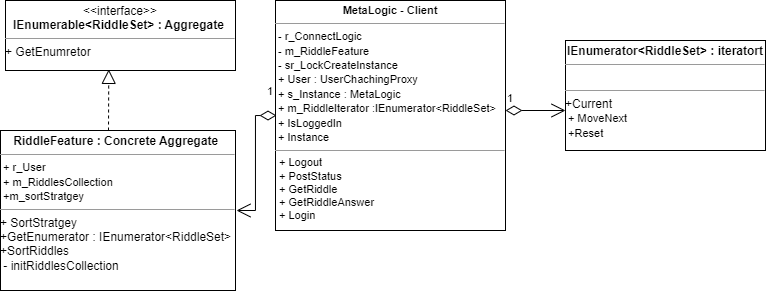 <<interface>>
IEnumerable<RiddleSet> : Aggregate
+ GetEnumretor
RiddleFeature : Concrete Aggregate
+ r_User
+ m_RiddlesCollection
+m_sortStratgey
+ SortStratgey
+GetEnumerator : IEnumerator<RiddleSet>
+SortRiddles
- initRiddlesCollection
1
MetaLogic - Client
- r_ConnectLogic
- m_RiddleFeature
- sr_LockCreateInstance
+ User : UserChachingProxy
+ s_Instance : MetaLogic
+ m_RiddleIterator :IEnumerator<RiddleSet>
+ IsLoggedIn
+ Instance
+ Logout
+ PostStatus
+ GetRiddle
+ GetRiddleAnswer
+ Login
1
IEnumerator<RiddleSet> : iteratort
+Current
+ MoveNext
+Reset